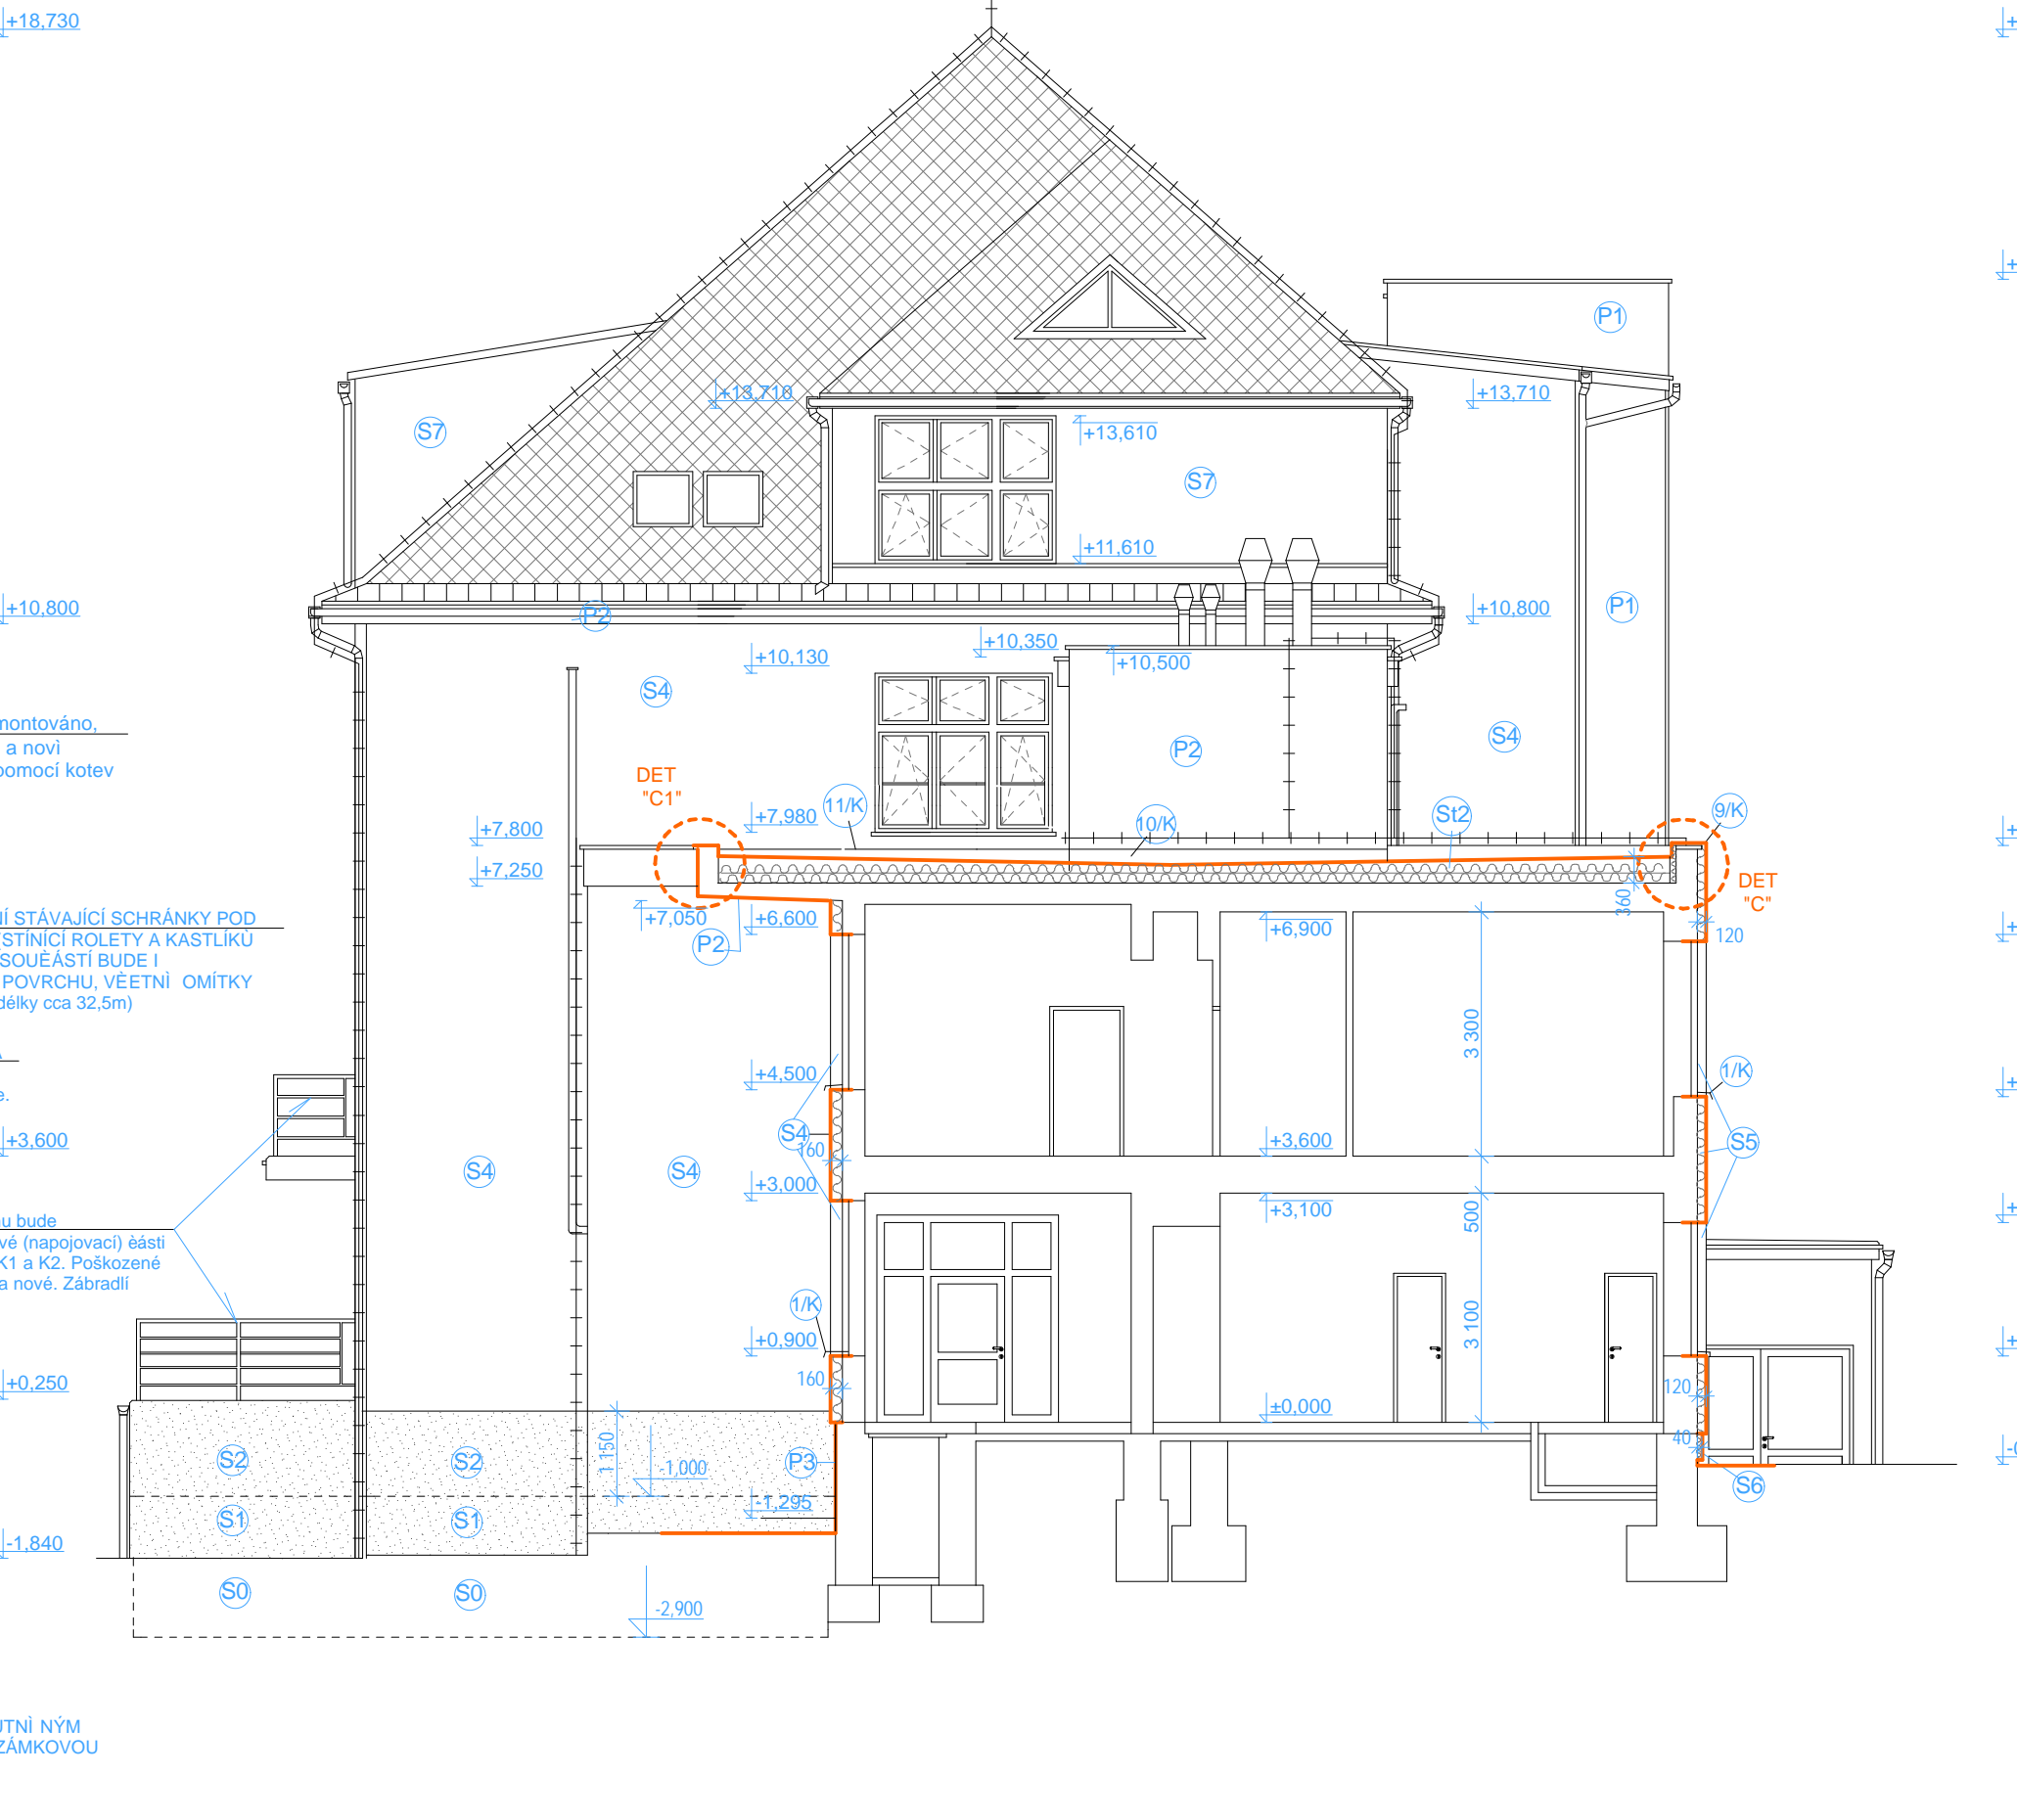 +18,730
P1
+13,710
+13,710
S7
+13,610
S7
+11,610
+10,800
P2
+10,800
P1
+10,350
+10,130
+10,500
S4
montováno,
a novì
pomocí kotev
S4
P2
DET
"C1"
+7,980
11/K
10/K
St2
9/K
+7,800
+7,250
DET
"C"
360
+7,050
+6,600
+6,900
120
P2
NÍ STÁVAJÍCÍ SCHRÁNKY POD
STÍNÍCÍ ROLETY A KASTLÍKÙ
SOUÈÁSTÍ BUDE I
POVRCHU, VÈETNÌ OMÍTKY
délky cca 32,5m)
3 300
+4,500
1/K
e.
+3,600
S4
160
+3,600
S5
S4
S4
+3,000
+3,100
500
u bude
vé (napojovací) èásti
K1 a K2. Poškozené
a nové. Zábradlí
1/K
+0,900
3 100
+0,250
160
120
±0,000
40
S2
S2
1 150
-1,000
P3
S6
-1,295
S1
S1
-1,840
S0
S0
-2,900
UTNÌ NÝM
ZÁMKOVOU